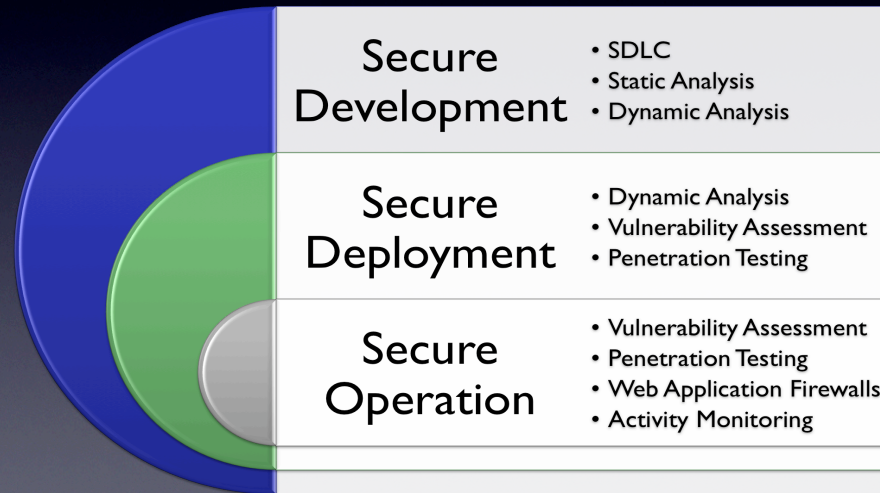 Secure
Development
• SDLC
• Static Analysis
• Dynamic Analysis
Secure
Deployment
• Dynamic Analysis
• Vulnerability Assessment
• Penetration Testing
Secure
Operation
• Vulnerability Assessment
• Penetration Testing
• Web Application Firewalls
• Activity Monitoring